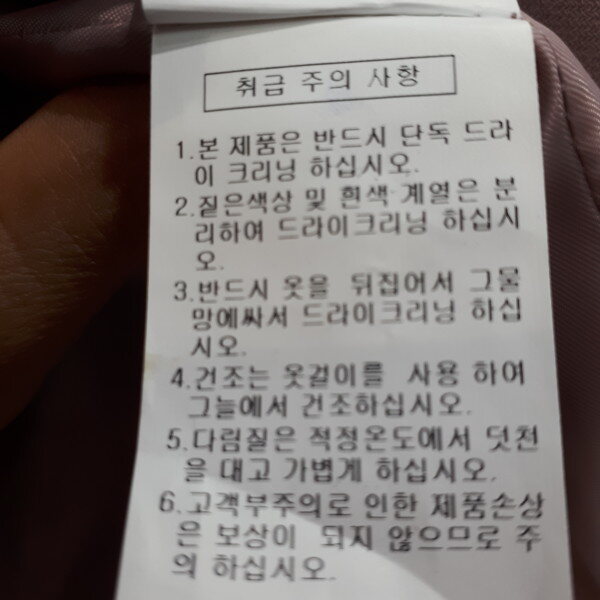 취급 주의 사항
1.본 제품은 반드시 단독 드라
이 크리닝 하십시오.
2.짙은색상 및 흰색 계열은 분
리하여 드라이크리닝 하십시
오.
3.반드시 옷을 뒤집어서 그물
망에싸서 드라이크리닝 하십
시오.
4.건조는 옷걸이를 사용 하여
그늘에서 건조하십시오.
5.다림질은 적정온도에서 덧천
을 대고 가볍게 하십시오.
6.고객부주의로 인한 제품손상
은 보상이 되지 않으므로 주
의 하십시오.